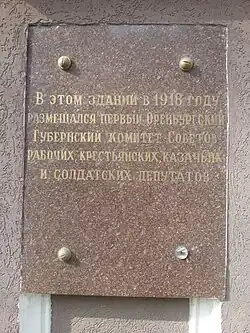 В этом здании в 1918 году
размещался первый Оренбургский
Губернский комитет Советов
рабочих, крестьянских, казачьих
и солдатских депутатов